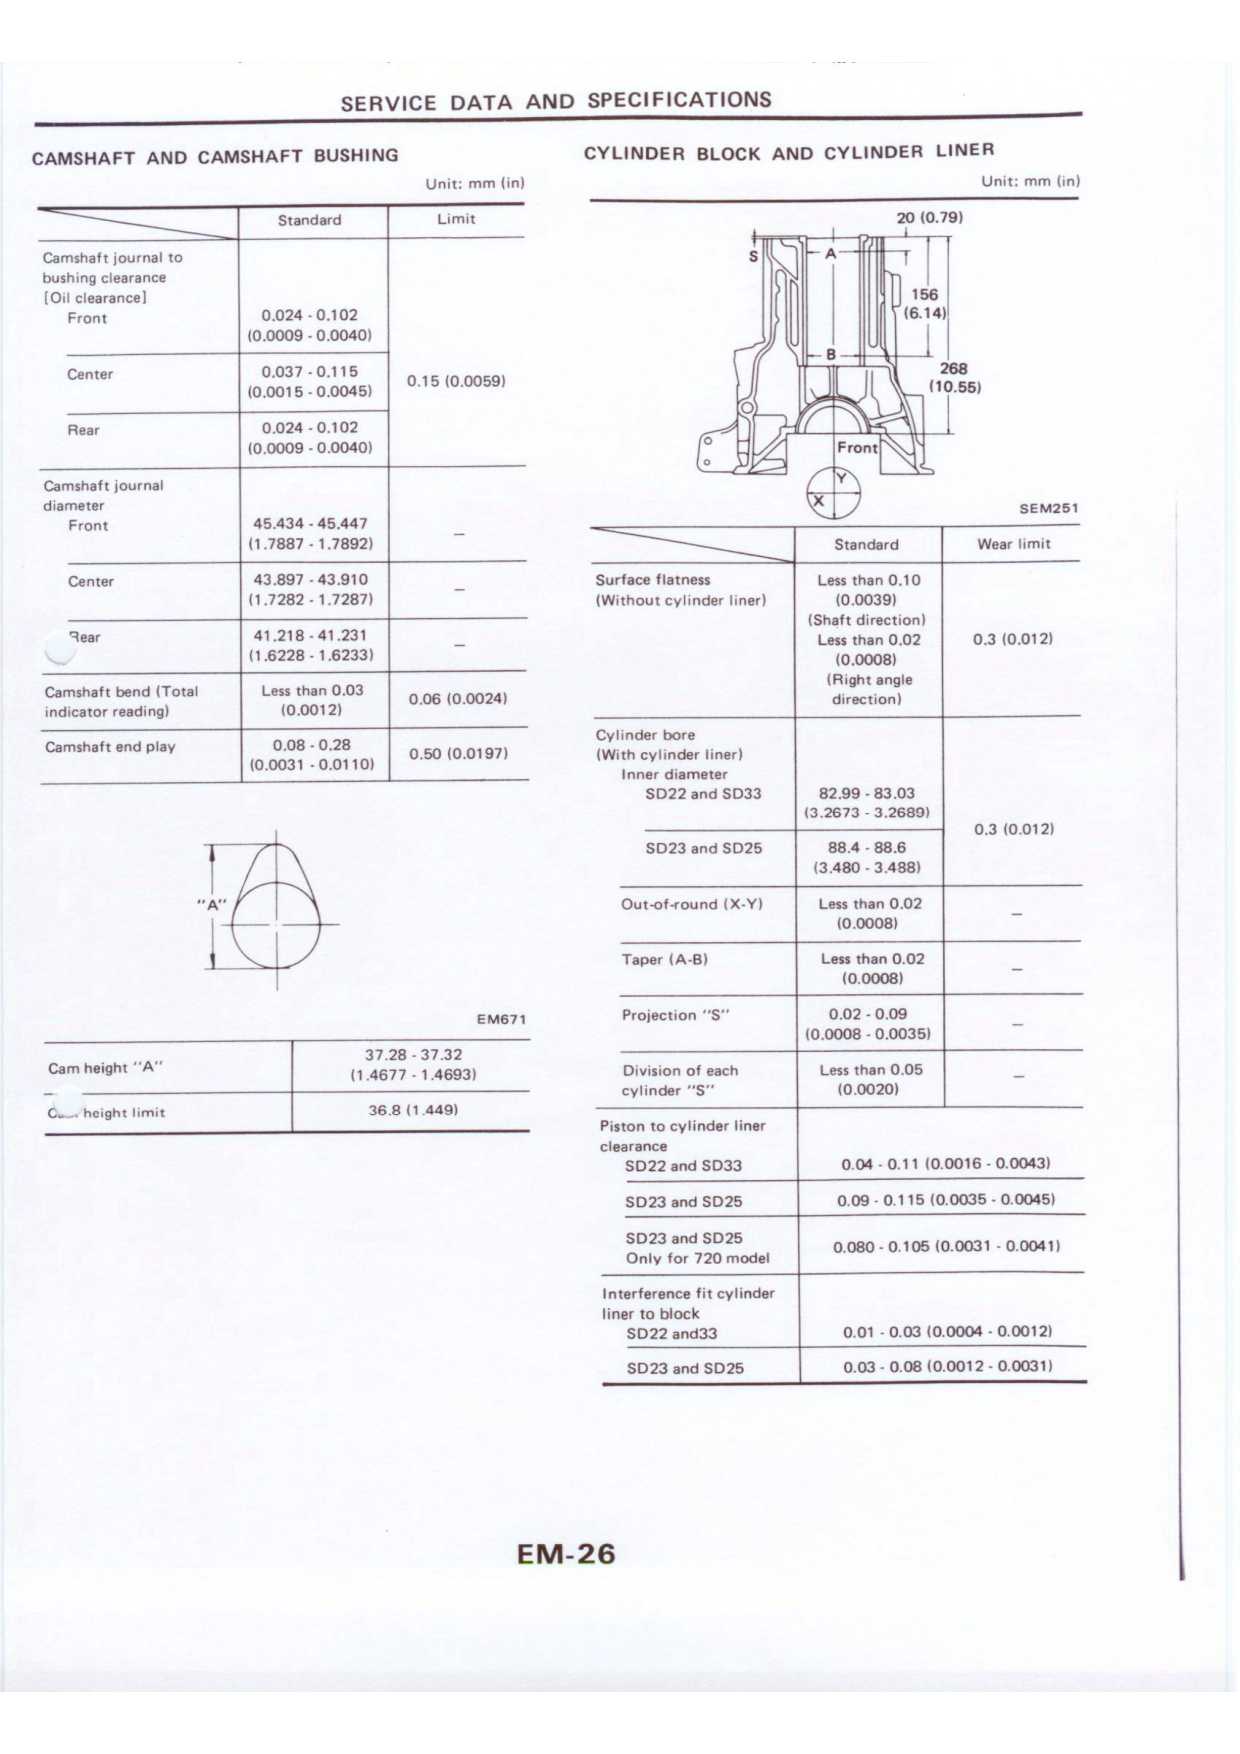 SERVICE DATA AND SPECIFICATIONS
CAMSHAFT AND CAMSHAFT BUSHING
Unit: mm (in)
Standard Limit
Camshaft journal to
bushing clearance
[Oil clearance]
Front 0.024 - 0.102
(0.0009 - 0.0040)
Center 0.037 - 0.115
(0.0015 - 0.0045)
0.15 (0.0059)
Rear 0.024 - 0.102
(0.0009 - 0.0040)
Camshaft journal
diameter
Front 45.434 - 45.447 –
(1.7887 - 1.7892)
Center 43.897 - 43.910 –
(1.7282 - 1.7287)
Rear 41.218 - 41.231 –
(1.6228 - 1.6233)
Camshaft bend (Total Less than 0.03
indicator reading) (0.0012)
0.06 (0.0024)
Camshaft end play 0.08 - 0.28
(0.0031 - 0.0110)
0.50 (0.0197)
"A"
EM671
Cam height "A" 37.28 - 37.32
(1.4677 - 1.4693)
height limit 36.8 (1.449)
CYLINDER BLOCK AND CYLINDER LINER
Unit: mm (in)
20 (0.79)
S A
156
(6.14)
B
268
(10.55)
Front
Y
X
SEM251
Standard Wear limit
Surface flatness Less than 0.10
(Without cylinder liner) (0.0039)
(Shaft direction)
Less than 0.02 0.3 (0.012)
(0.0008)
(Right angle
direction)
Cylinder bore
(With cylinder liner)
Inner diameter
SD22 and SD33 82.99 - 83.03
(3.2673 - 3.2689)
0.3 (0.012)
SD23 and SD25 88.4 - 88.6
(3.480 - 3.488)
Out-of-round (X-Y) Less than 0.02 –
(0.0008)
Taper (A-B) Less than 0.02 –
(0.0008)
Projection "S" 0.02 - 0.09 –
(0.0008 - 0.0035)
Division of each Less than 0.05 –
cylinder "S" (0.0020)
Piston to cylinder liner
clearance
SD22 and SD33 0.04 - 0.11 (0.0016 - 0.0043)
SD23 and SD25 0.09 - 0.115 (0.0035 - 0.0045)
SD23 and SD25
Only for 720 model 0.080 - 0.105 (0.0031 - 0.0041)
Interference fit cylinder
liner to block
SD22 and33 0.01 - 0.03 (0.0004 - 0.0012)
SD23 and SD25 0.03 - 0.08 (0.0012 - 0.0031)
EM-26